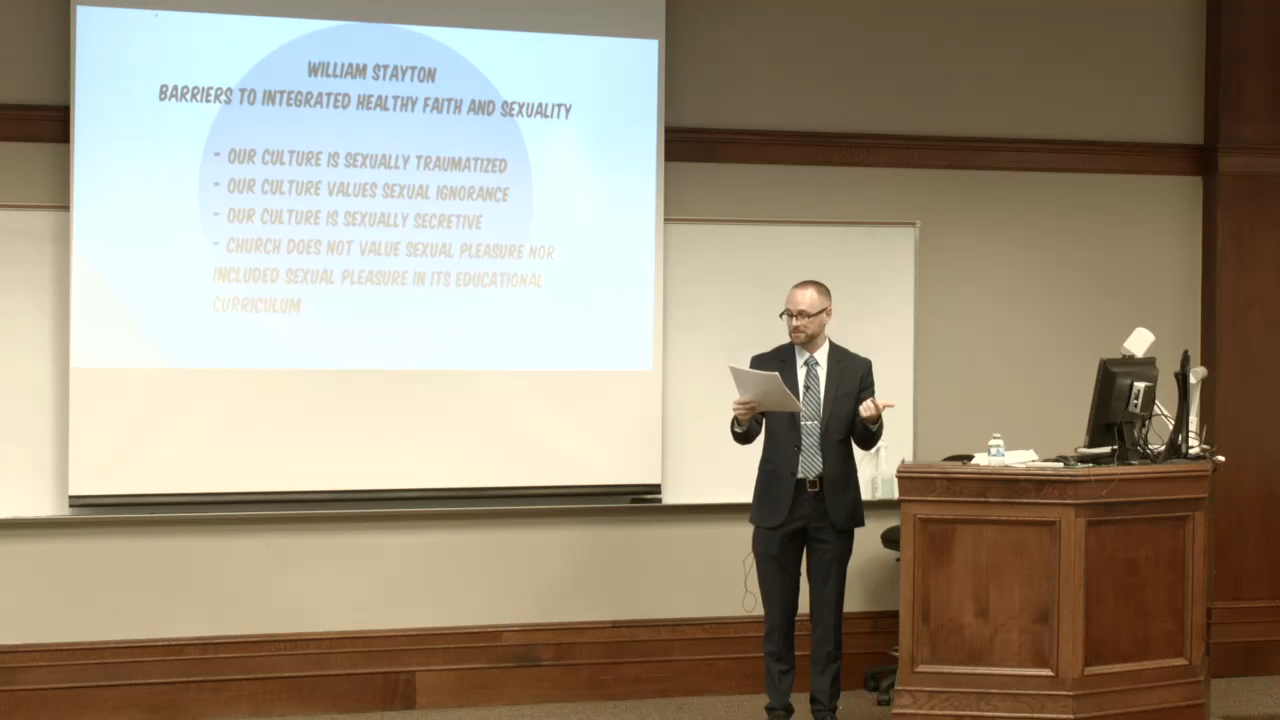 WILLIAM STAYTON
BARRIERS TO INTEGRATED HEALTHY FAITH AND SEXUALITY
- OUR CULTURE IS SEXUALLY TRAUMATIZED
- OUR CULTURE VALUES SEXUAL IGNORANCE
- OUR CULTURE IS SEXUALLY SECRETIVE
- CHURCH DOES NOT VALUE SEXUAL PLEASURE NOR
INCLUDED SEXUAL PLEASURE IN ITS EDUCATIONAL
CURRICULUM